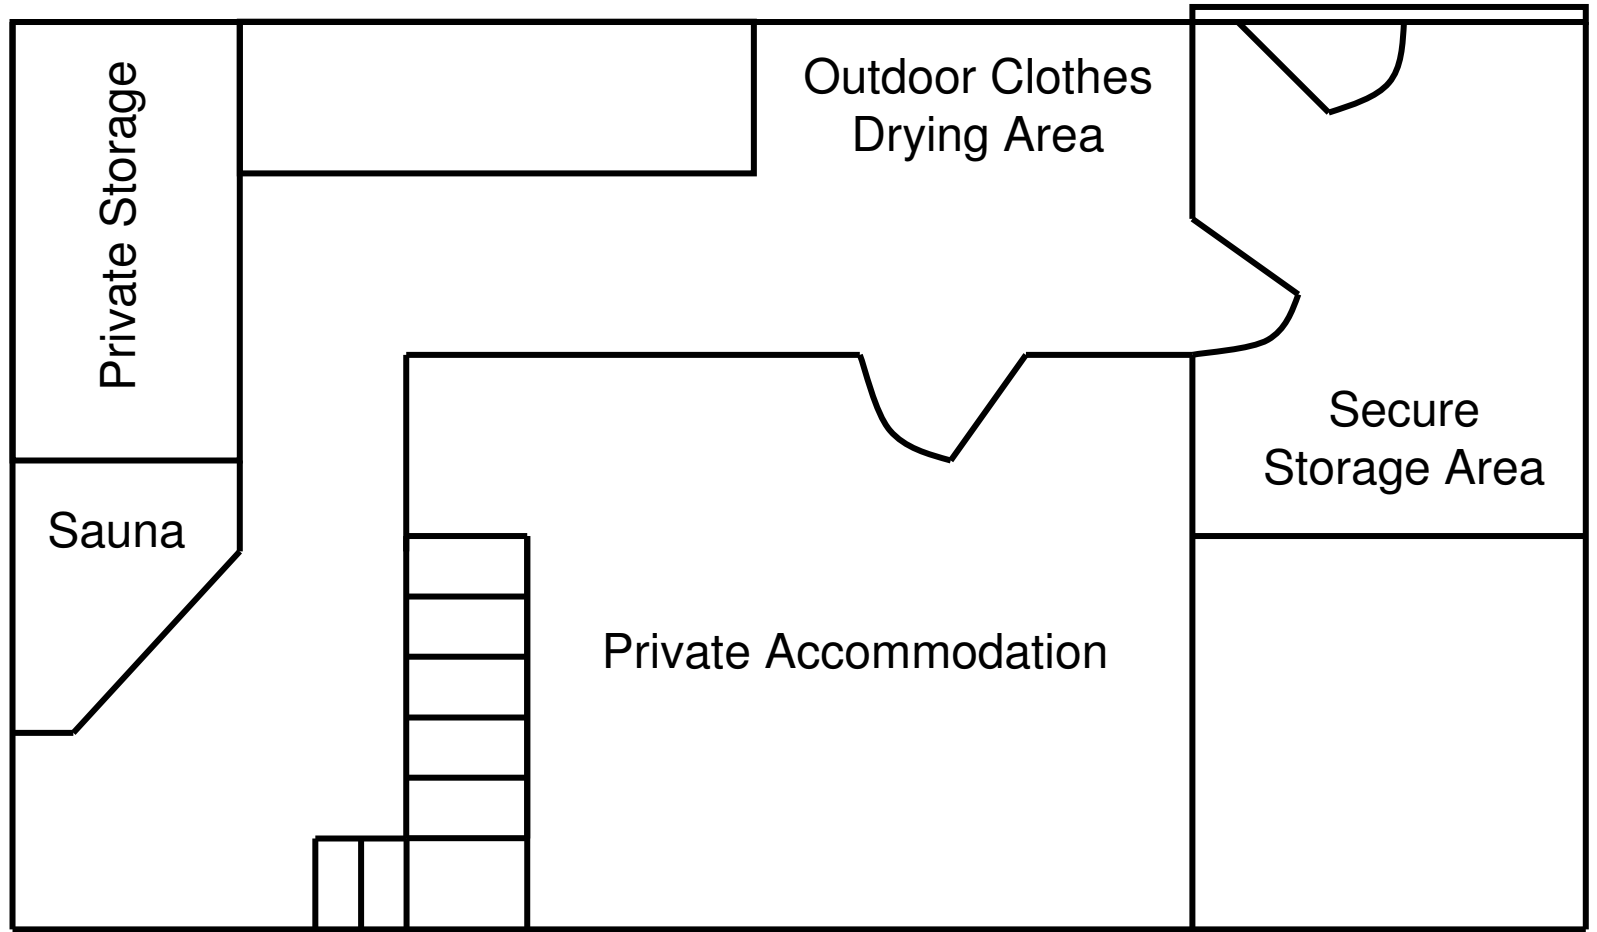 Private Storage
Outdoor Clothes
Drying Area
Secure
Storage Area
Sauna
Private Accommodation